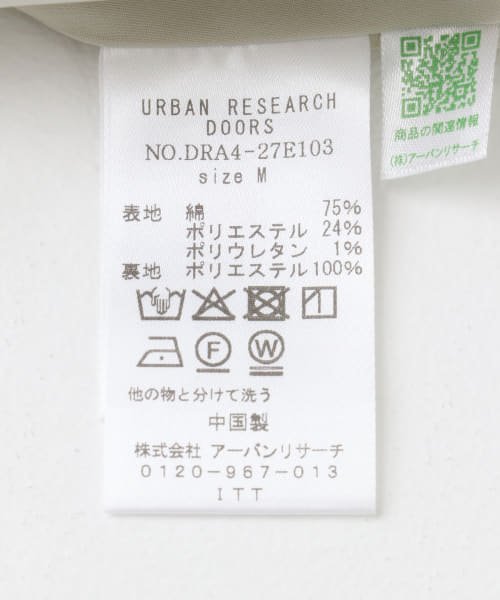 URBAN RESEARCH
DOORS
NO.DRA4-27E103
size M
表地 綿 75%
ポリエステル 24%
ポリウレタン 1%
裏地 ポリエステル 100%
F W
他の物と分けて洗う
中国製
株式会社 アーバンリサーチ
0120-967-013
ITT
商品の関連情報
(株)アーバンリサーチ